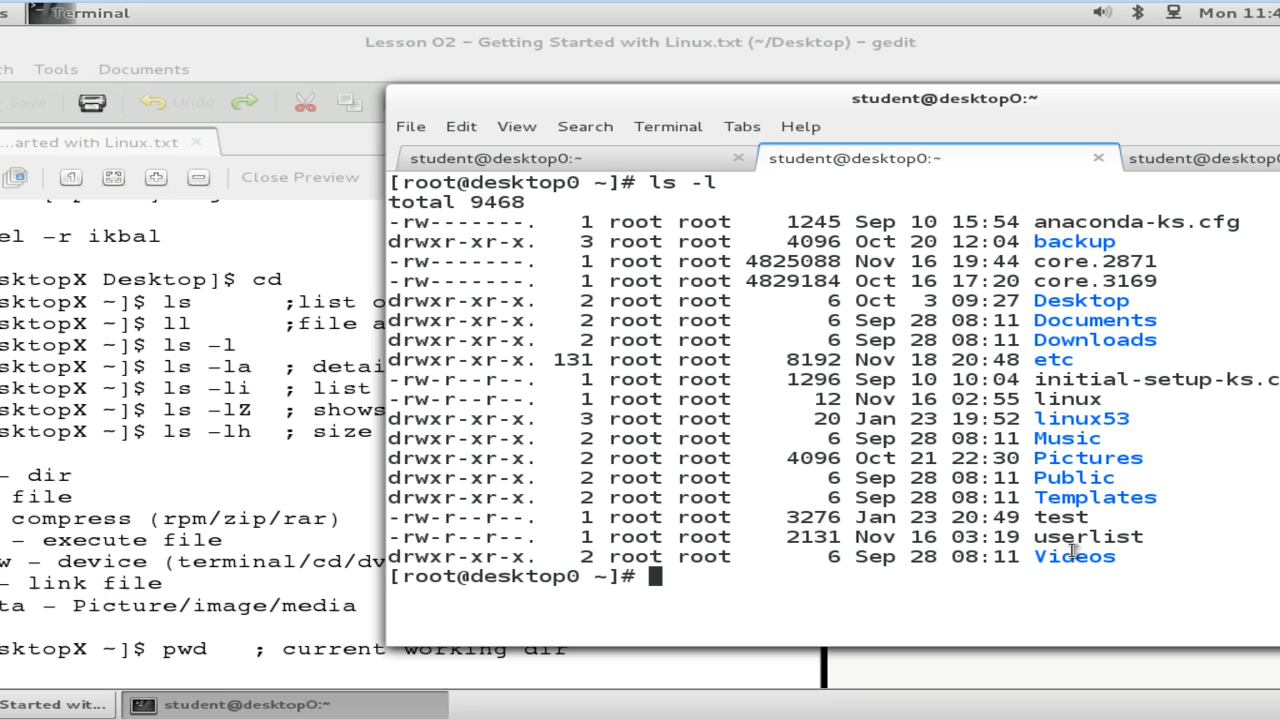 s Terminal Mon 11:4
Lesson 02 – Getting Started with Linux.txt (~/Desktop) – gedit
ch Tools Documents
Save Undo
...arted with Linux.txt
Close Preview
el –r ikbal
sktopX Desktop]$ cd
sktopX ~]$ ls ;list o
sktopX ~]$ ll ;file a
sktopX ~]$ ls –l
sktopX ~]$ ls –la ; detai
sktopX ~]$ ls –li ; list
sktopX ~]$ ls –lZ ; shows
sktopX ~]$ ls –lh ; size
– dir
file
compress (rpm/zip/rar)
– execute file
w – device (terminal/cd/dv
– link file
ta – Picture/image/media
sktopX ~]$ pwd ; current working dir
student@desktop0:~
File Edit View Search Terminal Tabs Help
student@desktop0:~ student@desktop0:~ student@desktop0
[root@desktop0 ~]# ls -l
total 9468
-rw-------. 1 root root 1245 Sep 10 15:54 anaconda-ks.cfg
drwxr-xr-x. 3 root root 4096 Oct 20 12:04 backup
-rw-------. 1 root root 4825088 Nov 16 19:44 core.2871
-rw-------. 1 root root 4829184 Oct 16 17:20 core.3169
drwxr-xr-x. 2 root root 6 Oct 3 09:27 Desktop
drwxr-xr-x. 2 root root 6 Sep 28 08:11 Documents
drwxr-xr-x. 2 root root 6 Sep 28 08:11 Downloads
drwxr-xr-x. 131 root root 8192 Nov 18 20:48 etc
-rw-r--r--. 1 root root 1296 Sep 10 10:04 initial-setup-ks.c
-rw-r--r--. 1 root root 12 Nov 16 02:55 linux
drwxr-xr-x. 3 root root 20 Jan 23 19:52 linux53
drwxr-xr-x. 2 root root 6 Sep 28 08:11 Music
drwxr-xr-x. 2 root root 4096 Oct 21 22:30 Pictures
drwxr-xr-x. 2 root root 6 Sep 28 08:11 Public
drwxr-xr-x. 2 root root 6 Sep 28 08:11 Templates
-rw-r--r--. 1 root root 3276 Jan 23 20:49 test
-rw-r--r--. 1 root root 2131 Nov 16 03:19 userlist
drwxr-xr-x. 2 root root 6 Sep 28 08:11 Videos
[root@desktop0 ~]#
Started wit... student@desktop0:~